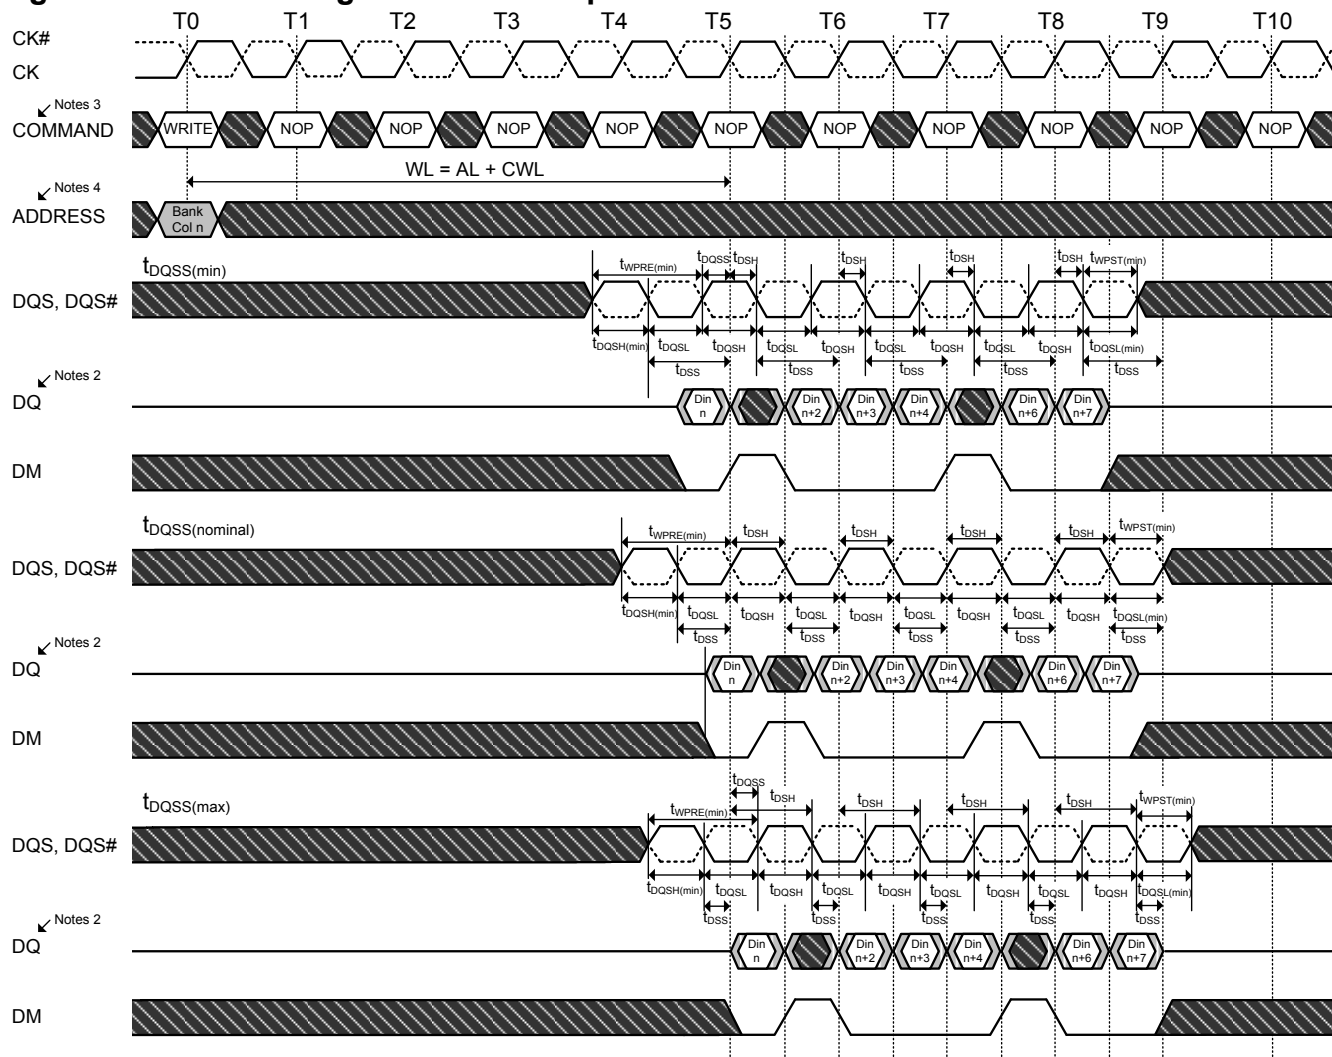 T0 T1 T2 T3 T4 T5 T6 T7 T8 T9 T10
CK#
CK
Notes 3
COMMAND WRITE NOP NOP NOP NOP NOP NOP NOP NOP NOP NOP
WL = AL + CWL
Notes 4
ADDRESS
Bank
Col n
tDQSS(min)
tWPRE(min) tDQSS tDSH tDSH tDSH tDSH tWPST(min)
DQS, DQS#
tDQSH(min) tDQSL tDQSH tDQSL tDQSH tDQSL tDQSH tDQSL tDQSH tDQSL(min)
tDSS tDSS tDSS tDSS tDSS
Notes 2
DQ
Din n Din n+2 Din n+3 Din n+4 Din n+6 Din n+7
DM
tDQSS(nominal)
tWPRE(min) tDSH tDSH tDSH tDSH tWPST(min)
DQS, DQS#
tDQSH(min) tDQSL tDQSH tDQSL tDQSH tDQSL tDQSH tDQSL tDQSH tDQSL(min)
tDSS tDSS tDSS tDSS tDSS
Notes 2
DQ
Din n Din n+2 Din n+3 Din n+4 Din n+6 Din n+7
DM
tDQSS
tDQSS(max)
tWPRE(min) tDSH tDSH tDSH tDSH tWPST(min)
DQS, DQS#
tDQSH(min) tDQSL tDQSH tDQSL tDQSH tDQSL tDQSH tDQSL tDQSH tDQSL(min)
tDSS tDSS tDSS tDSS tDSS
Notes 2
DQ
Din n Din n+2 Din n+3 Din n+4 Din n+6 Din n+7
DM